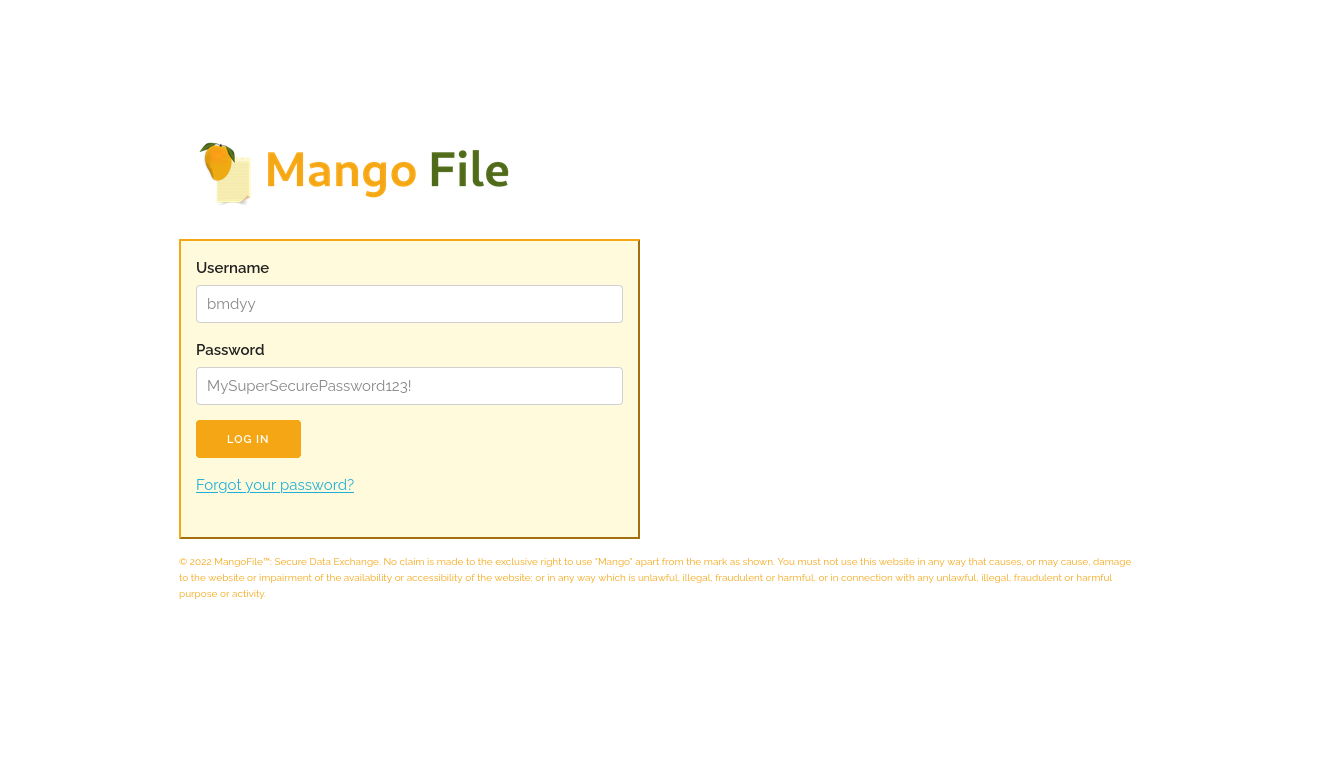 Mango File
Username
bmdyy
Password
MySuperSecurePassword123!
LOG IN
Forgot your password?
© 2022 MangoFile™: Secure Data Exchange. No claim is made to the exclusive right to use "Mango" apart from the mark as shown. You must not use this website in any way that causes, or may cause, damage
to the website or impairment of the availability or accessibility of the website; or in any way which is unlawful, illegal, fraudulent or harmful, or in connection with any unlawful, illegal, fraudulent or harmful
purpose or activity.